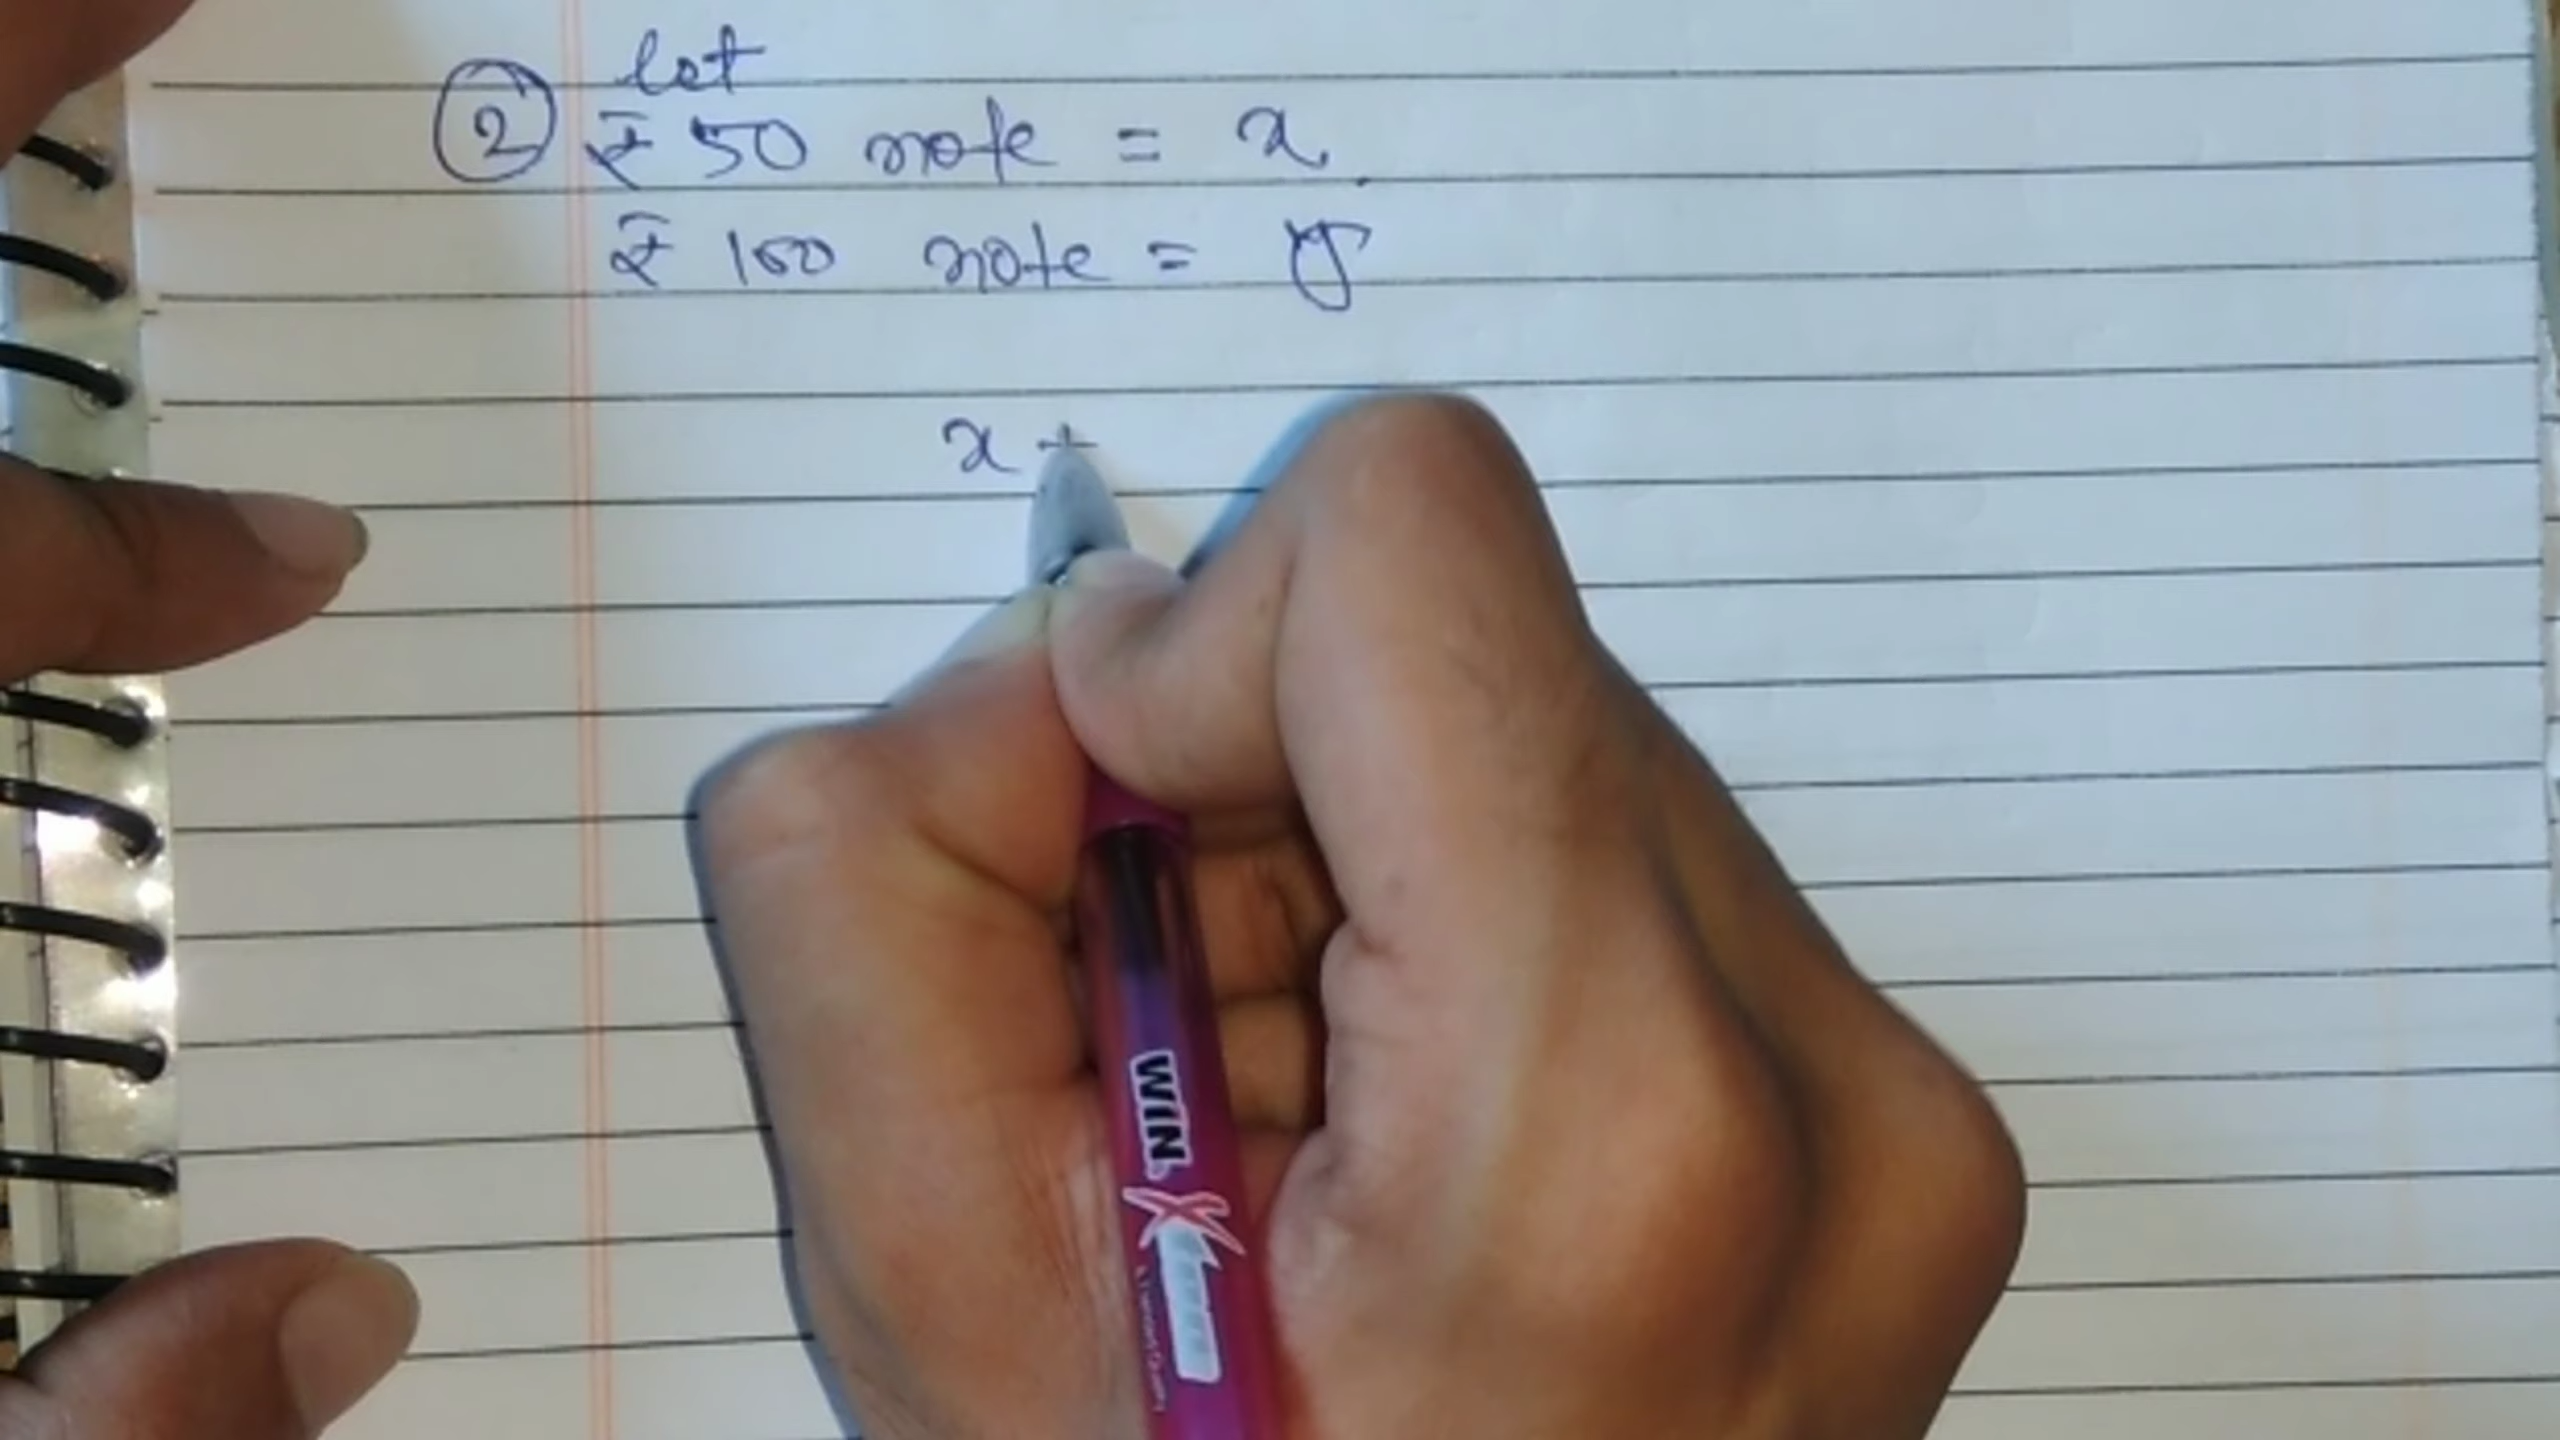 ② let
₹ 50 note = x
₹ 100 note = y
x +
WIN